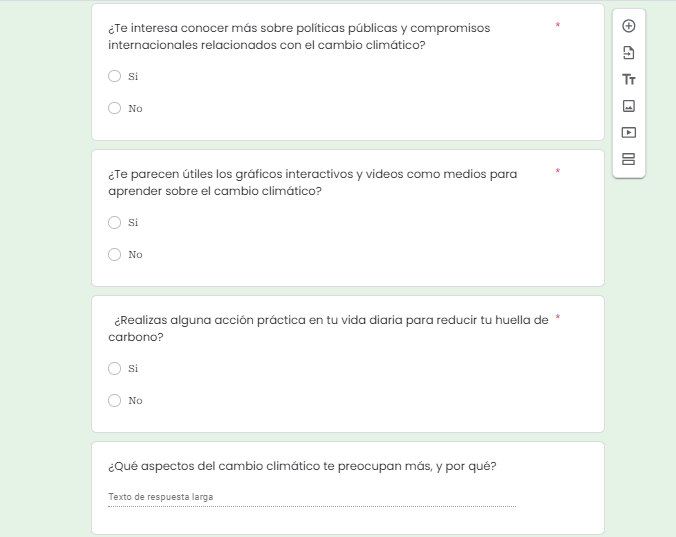 ¿Te interesa conocer más sobre políticas públicas y compromisos *
internacionales relacionados con el cambio climático?
Si
No
¿Te parecen útiles los gráficos interactivos y videos como medios para *
aprender sobre el cambio climático?
Sí
No
¿Realizas alguna acción práctica en tu vida diaria para reducir tu huella de *
carbono?
Si
No
¿Qué aspectos del cambio climático te preocupan más, y por qué?
Texto de respuesta larga
Tт